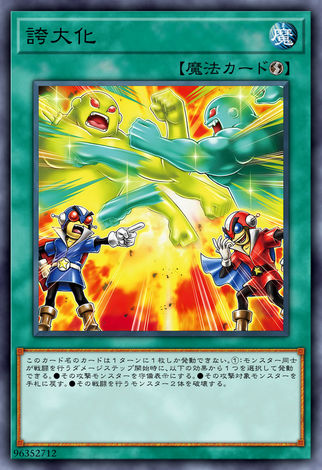 誇大化
魔
【魔法カード】
このカード名のカードは1ターンに1枚しか発動できない。①:モンスター同士
が戦闘を行うダメージステップ開始時に、以下の効果から1つを選択して発動
できる。●その攻撃モンスターを守備表示にする。●その攻撃対象モンスターを
手札に戻す。●その戦闘を行うモンスター2体を破壊する。
96352712